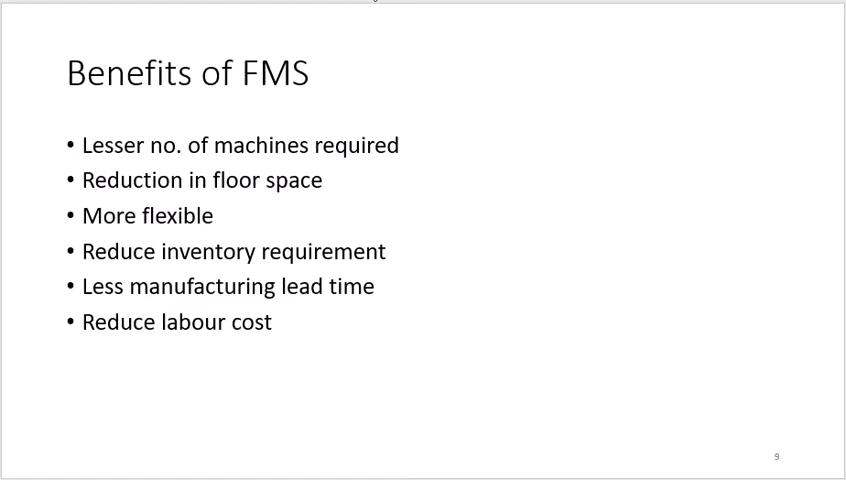 Benefits of FMS
• Lesser no. of machines required
• Reduction in floor space
• More flexible
• Reduce inventory requirement
• Less manufacturing lead time
• Reduce labour cost
9